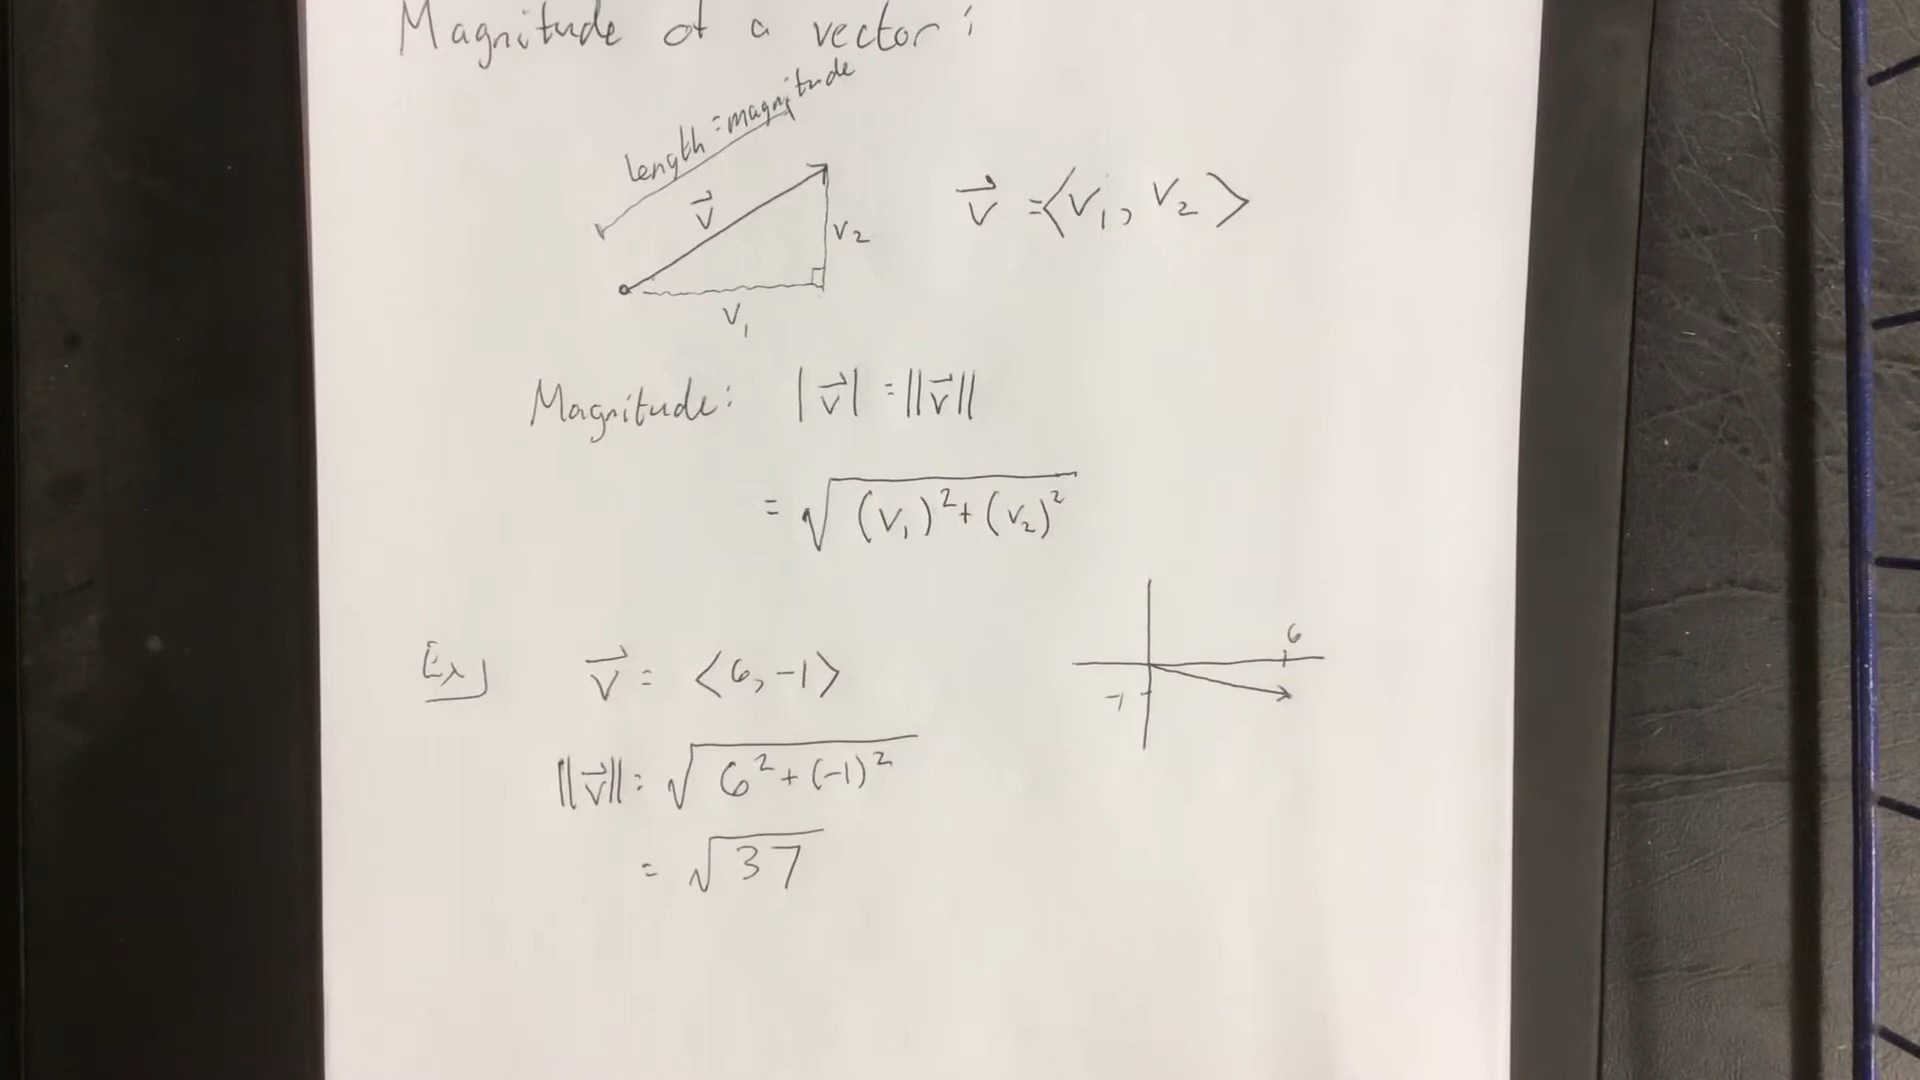 Magnitude of a vector:
length = magnitude
v⃗
v₂
v₁
v⃗ = ⟨v₁, v₂⟩
Magnitude: |v⃗| = ||v⃗||
= √((v₁)² + (v₂)²)
Ex) v⃗ = ⟨6, -1⟩
6
-1
||v⃗|| = √(6² + (-1)²)
= √37